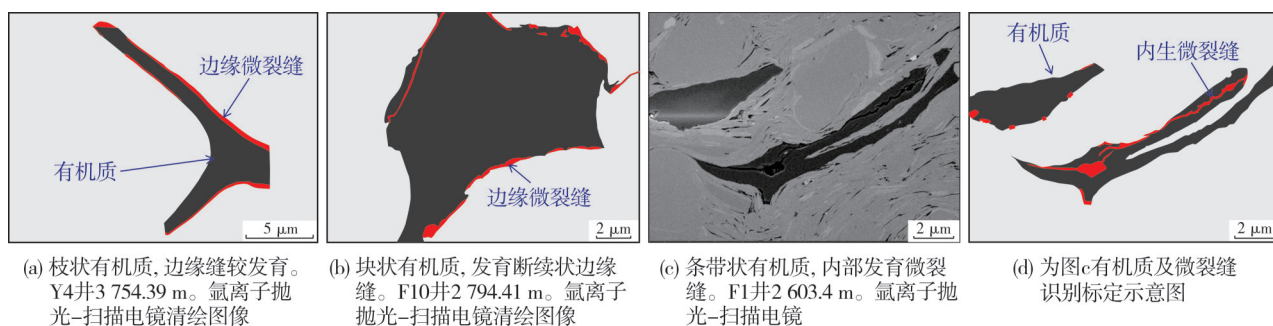 边缘微裂缝
有机质
5 μm
边缘微裂缝
2 μm
2 μm
有机质
内生微裂缝
2 μm
(a) 枝状有机质, 边缘缝较发育。
Y4井3 754.39 m。氩离子抛
光-扫描电镜清绘图像
(b) 块状有机质, 发育断续状边缘
缝。F10井2 794.41 m。氩离子
抛光-扫描电镜清绘图像
(c) 条带状有机质, 内部发育微裂
缝。F1井2 603.4 m。氩离子抛
光-扫描电镜
(d) 为图c有机质及微裂缝
识别标定示意图